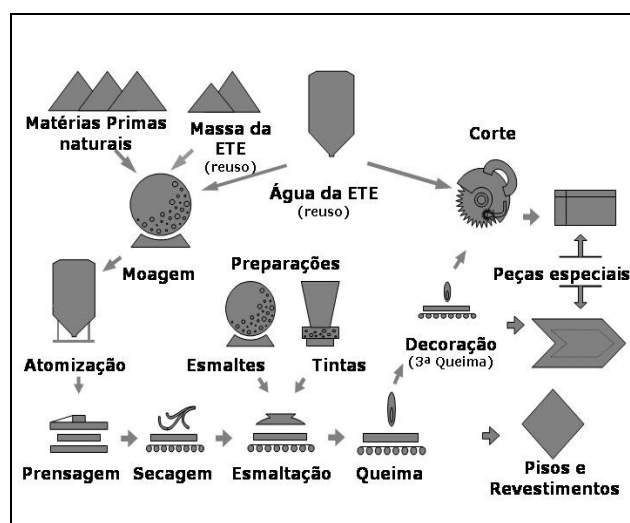 Matérias Primas
naturais
Massa da
ETE
(reuso)
Água da ETE
(reuso)
Corte
Moagem
Preparações
Peças especiais
Atomização
Esmaltes
Tintas
Decoração
(3ª Queima)
Prensagem
Secagem
Esmaltação
Queima
Pisos e
Revestimentos